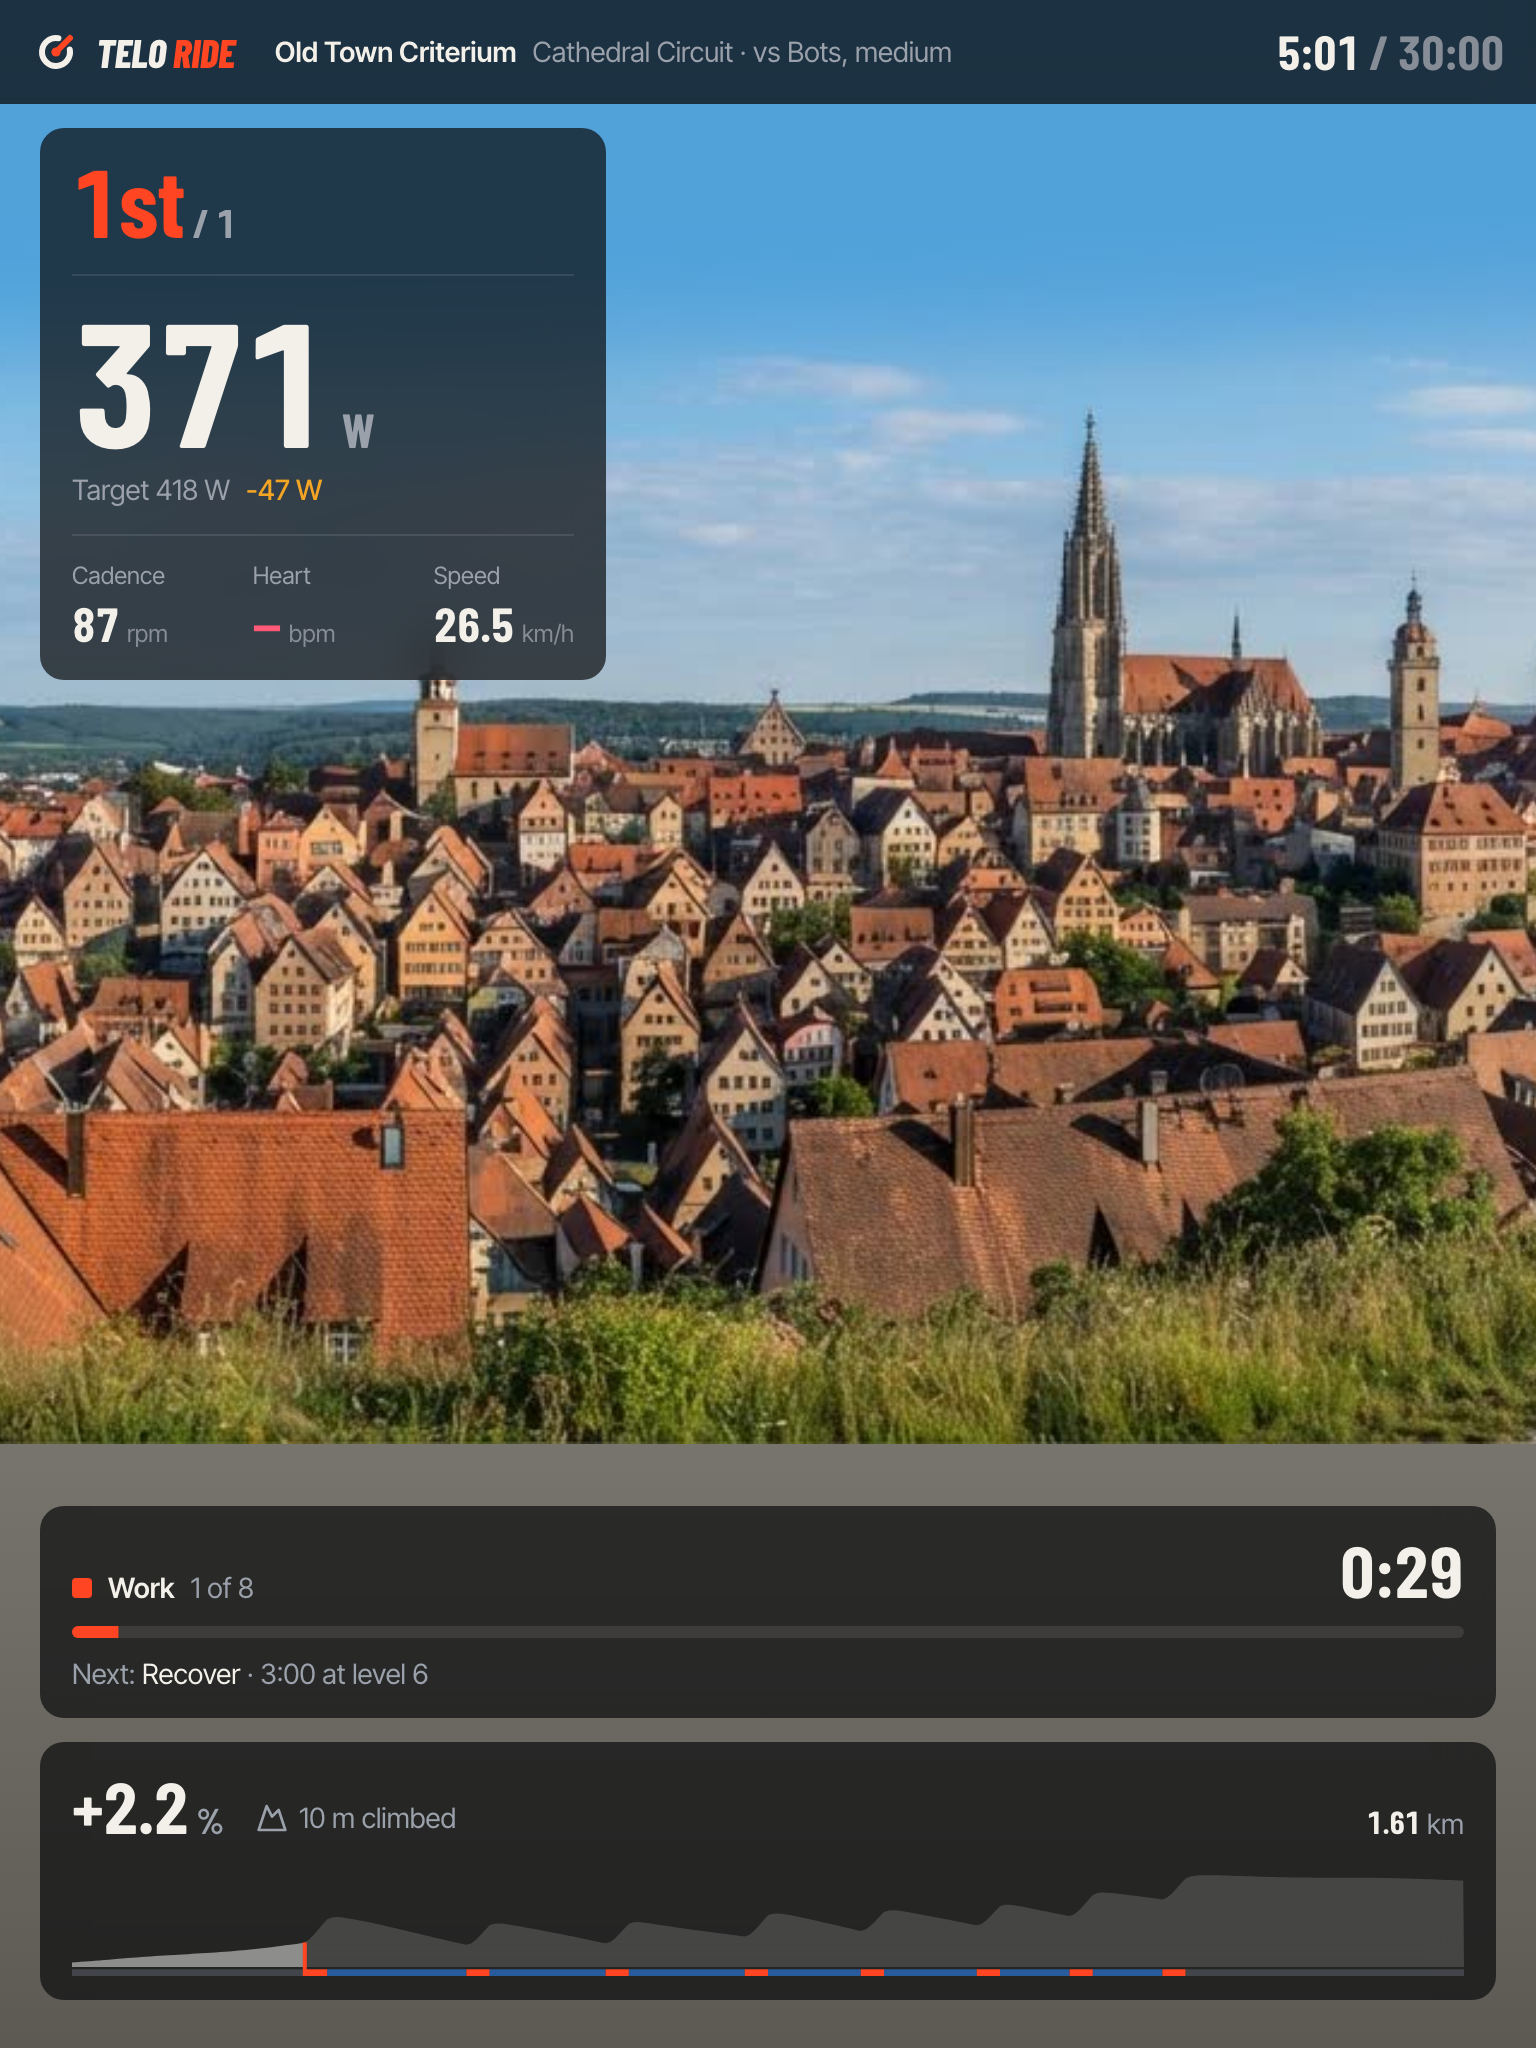 TELO RIDE Old Town Criterium Cathedral Circuit · vs Bots, medium 5:01 / 30:00
1st / 1
371 W
Target 418 W -47 W
Cadence Heart Speed
87 rpm — bpm 26.5 km/h
Work 1 of 8 0:29
Next: Recover · 3:00 at level 6
+2.2 % 10 m climbed 1.61 km